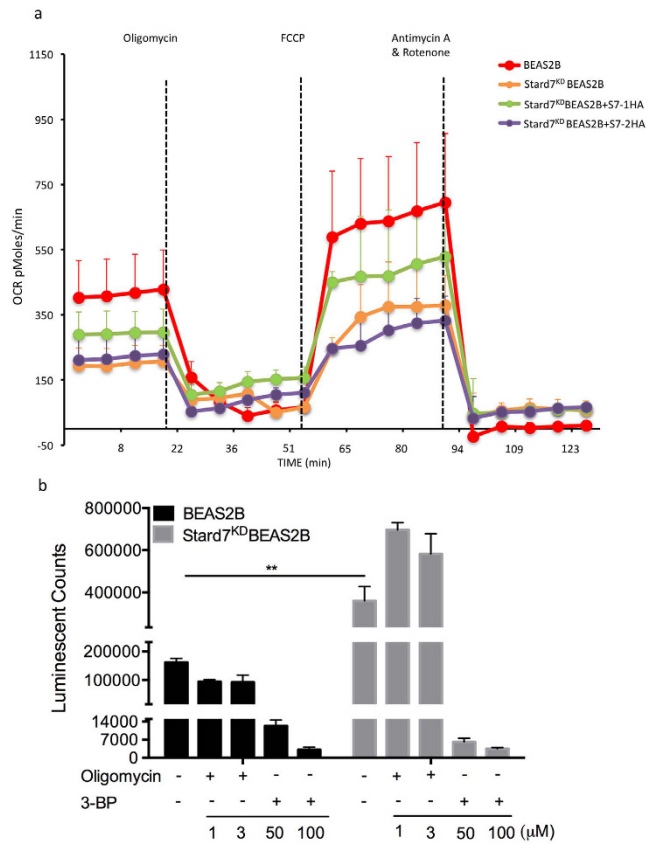 a
Oligomycin
FCCP
Antimycin A
& Rotenone
1150
950
750
550
350
150
-50
OCR pMoles/min
8
22
36
51
65
80
94
109
123
TIME (min)
BEAS2B
Stard7KD BEAS2B
Stard7KDBEAS2B+S7-1HA
Stard7KDBEAS2B+S7-2HA
b
BEAS2B
Stard7KDBEAS2B
**
800000
600000
400000
200000
100000
14000
7000
0
Luminescent Counts
Oligomycin - + + - - - + + - -
3-BP - - - + + - - - + +
1 3 50 100 1 3 50 100 (μM)